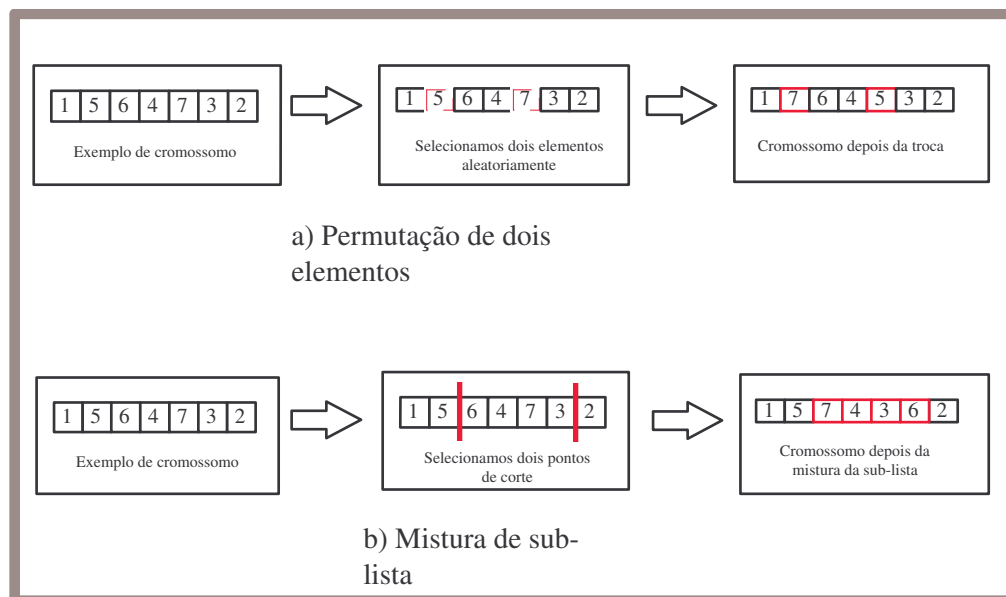 1 5 6 4 7 3 2
Exemplo de cromossomo
1 5 6 4 7 3 2
Selecionamos dois elementos
aleatoriamente
1 7 6 4 5 3 2
Cromossomo depois da troca
a) Permutação de dois
elementos
1 5 6 4 7 3 2
Exemplo de cromossomo
1 5 6 4 7 3 2
Selecionamos dois pontos
de corte
1 5 7 4 3 6 2
Cromossomo depois da
mistura da sub-lista
b) Mistura de sub-
lista